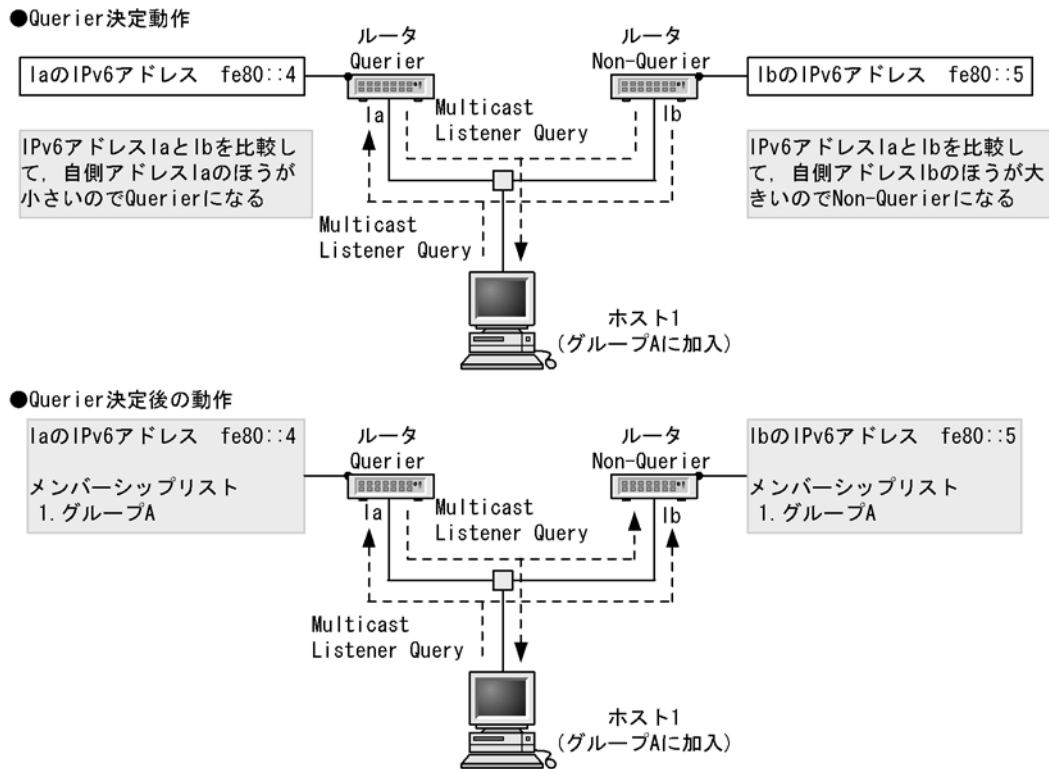 ●Querier決定動作
ルータ
Querier
ルータ
Non-Querier
IaのIPv6アドレス fe80::4
IbのIPv6アドレス fe80::5
Ia
Multicast
Listener Query
Ib
IPv6アドレスIaとIbを比較し
て，自側アドレスIaのほうが
小さいのでQuerierになる
IPv6アドレスIaとIbを比較し
て，自側アドレスIbのほうが大
きいのでNon-Querierになる
Multicast
Listener Query
ホスト1
(グループAに加入)
●Querier決定後の動作
IaのIPv6アドレス fe80::4
メンバーシップリスト
1. グループA
ルータ
Querier
ルータ
Non-Querier
IbのIPv6アドレス fe80::5
メンバーシップリスト
1. グループA
Ia
Multicast
Listener Query
Ib
Multicast
Listener Query
ホスト1
(グループAに加入)